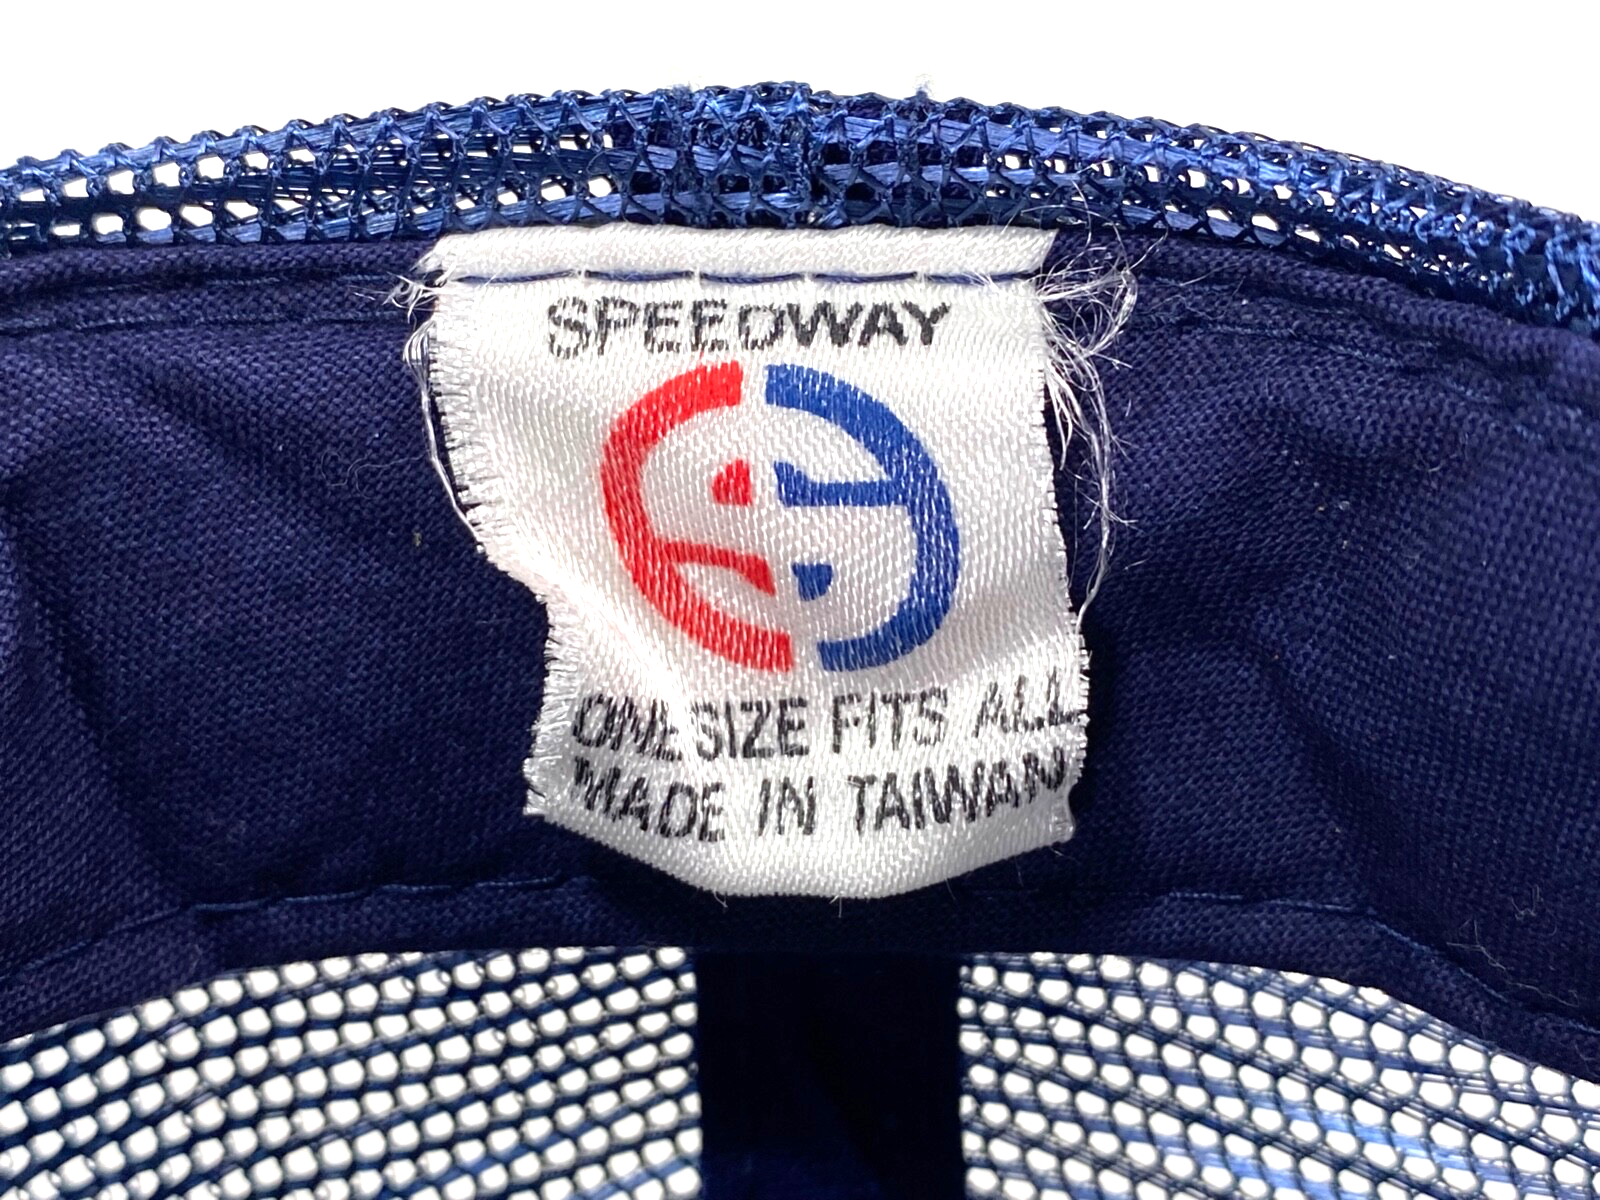 SPEEDWAY
ONE SIZE FITS ALL
MADE IN TAIWAN